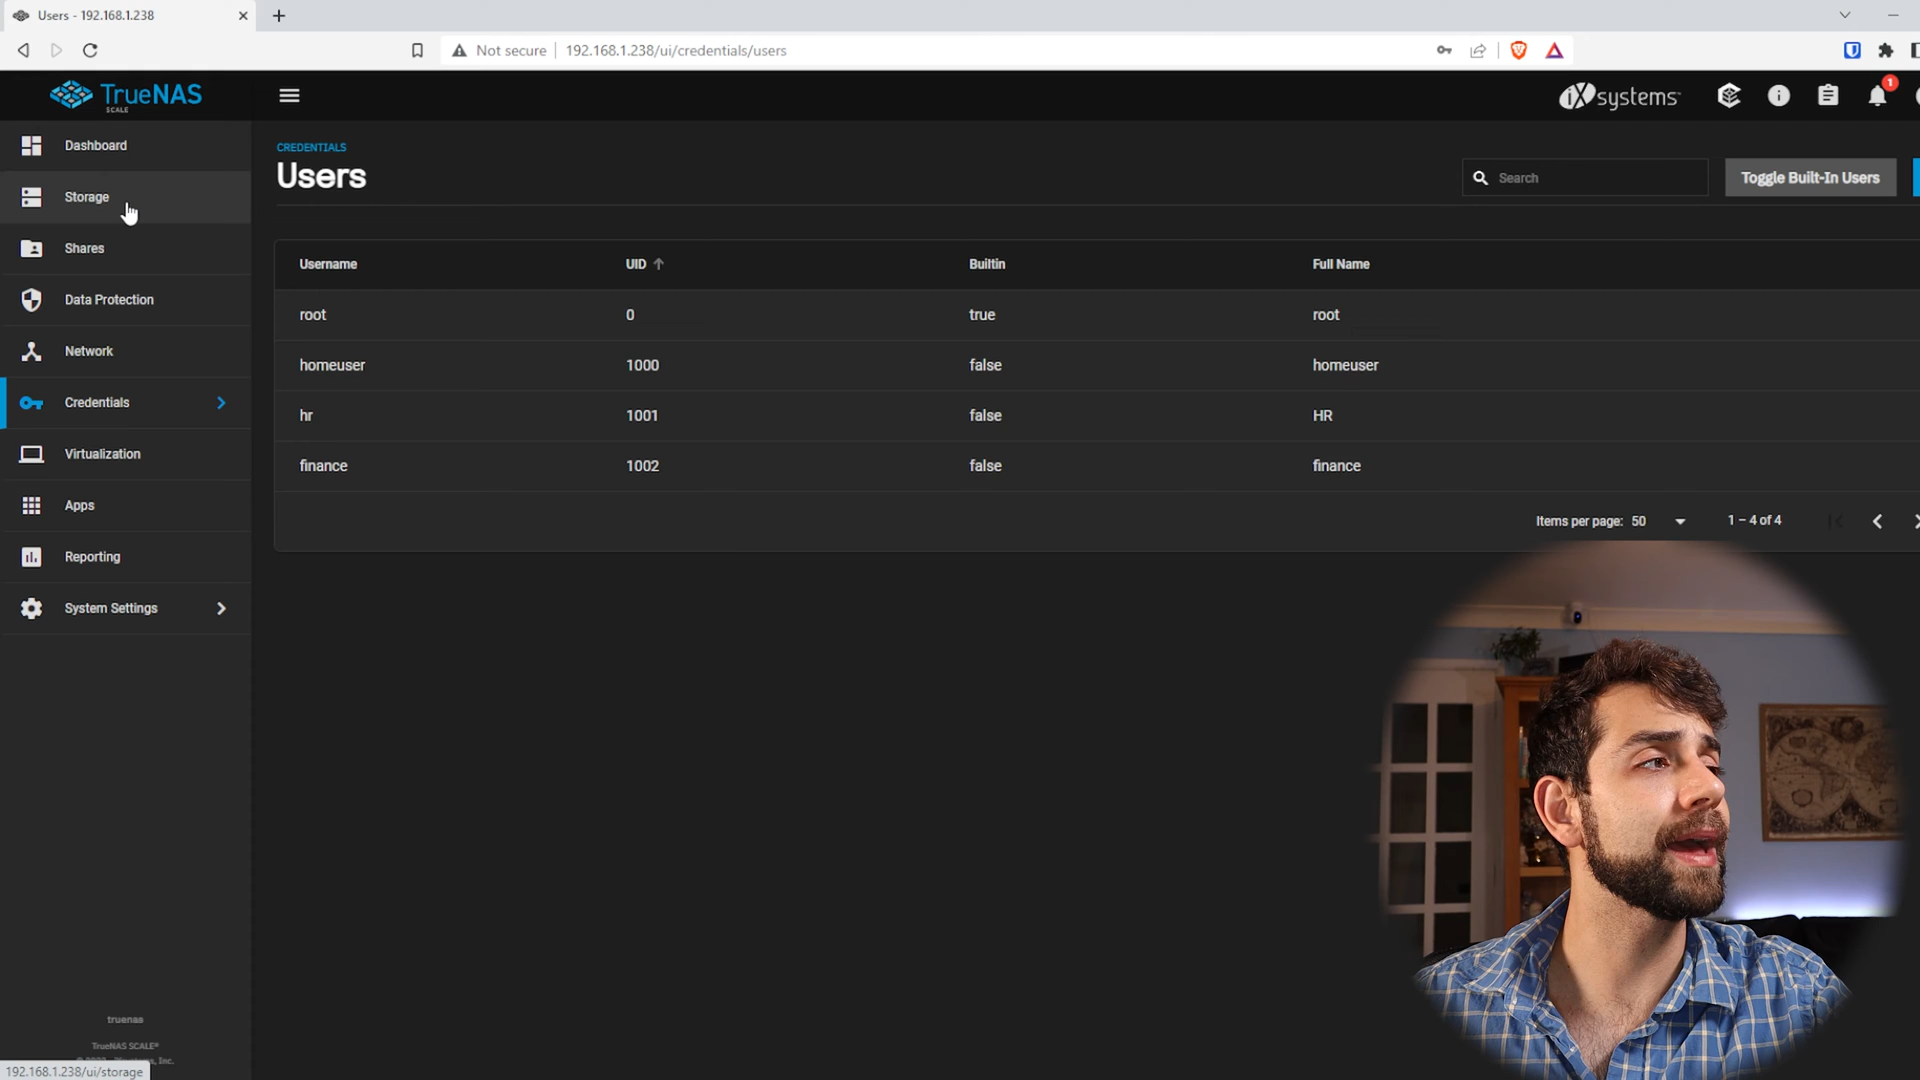 Users - 192.168.1.238
Not secure 192.168.1.238/ui/credentials/users
TrueNAS
SCALE
iXsystems
1
Dashboard
Storage
Shares
Data Protection
Network
Credentials
Virtualization
Apps
Reporting
System Settings
CREDENTIALS
Users
Search
Toggle Built-In Users
Username UID Builtin Full Name
root 0 true root
homeuser 1000 false homeuser
hr 1001 false HR
finance 1002 false finance
Items per page: 50 1 – 4 of 4
truenas
TrueNAS SCALE®
192.168.1.238/ui/storage